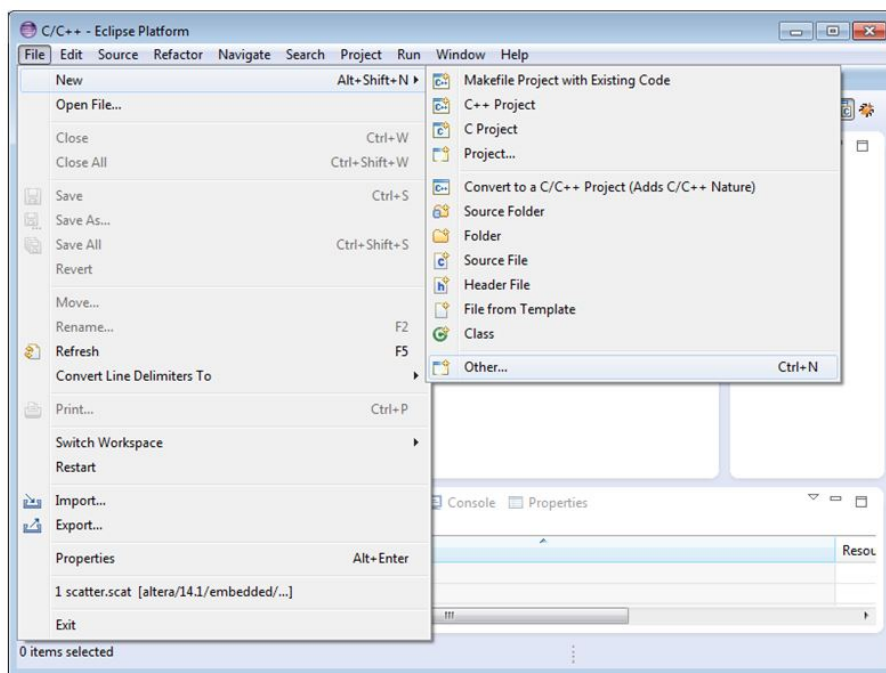 C/C++ - Eclipse Platform
File Edit Source Refactor Navigate Search Project Run Window Help
New Alt+Shift+N
Open File...
Close Ctrl+W
Close All Ctrl+Shift+W
Save Ctrl+S
Save As...
Save All Ctrl+Shift+S
Revert
Move...
Rename... F2
Refresh F5
Convert Line Delimiters To
Print... Ctrl+P
Switch Workspace
Restart
Import...
Export...
Properties Alt+Enter
1 scatter.scat [altera/14.1/embedded/...]
Exit
Makefile Project with Existing Code
C++ Project
C Project
Project...
Convert to a C/C++ Project (Adds C/C++ Nature)
Source Folder
Folder
Source File
Header File
File from Template
Class
Other... Ctrl+N
Console Properties
Resou
0 items selected